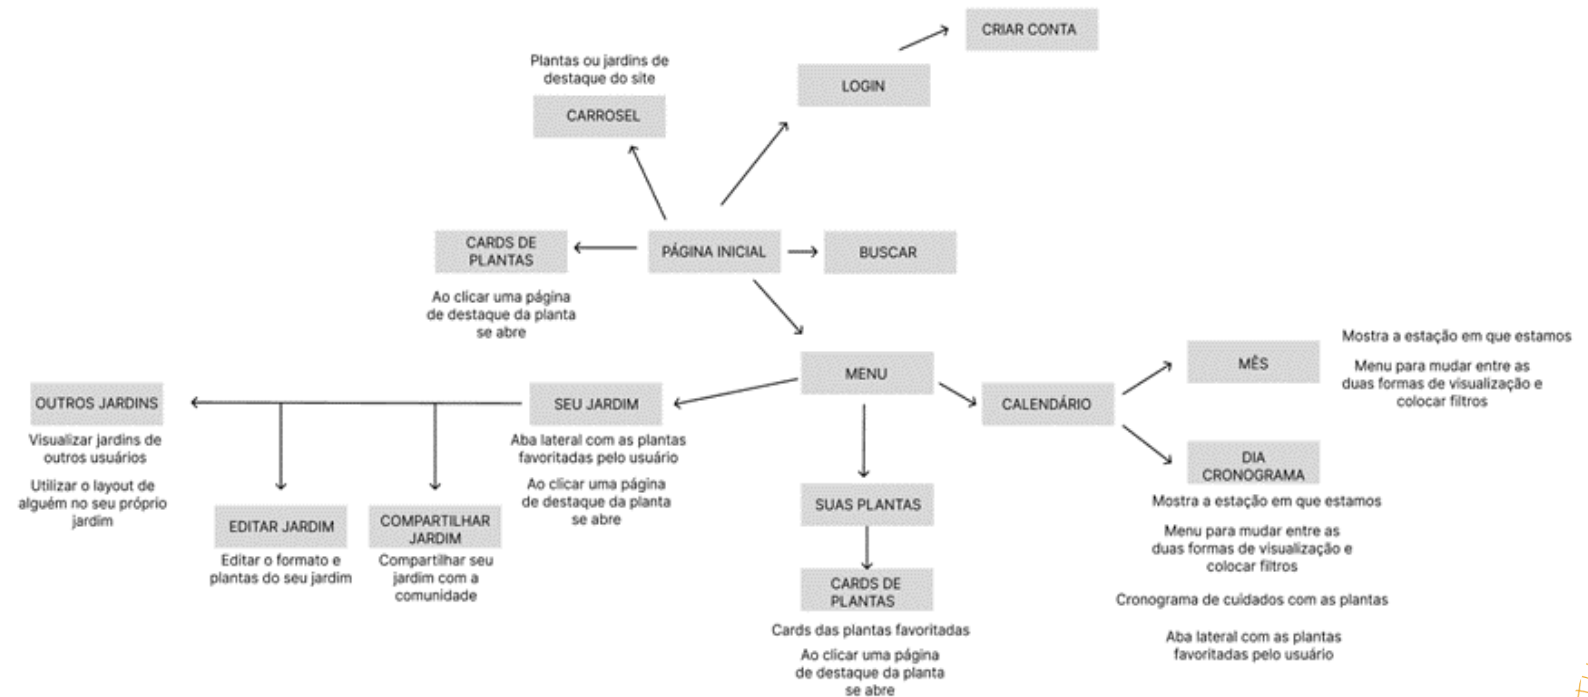 CRIAR CONTA
Plantas ou jardins de
destaque do site
LOGIN
CARROSEL
CARDS DE
PLANTAS
PÁGINA INICIAL
BUSCAR
Ao clicar uma página
de destaque da planta
se abre
MENU
MÊS
Mostra a estação em que estamos
Menu para mudar entre as
duas formas de visualização e
colocar filtros
OUTROS JARDINS
Visualizar jardins de
outros usuários
Utilizar o layout de
alguém no seu próprio
jardim
SEU JARDIM
Aba lateral com as plantas
favoritadas pelo usuário
Ao clicar uma página
de destaque da planta
se abre
CALENDÁRIO
EDITAR JARDIM
Editar o formato e
plantas do seu jardim
COMPARTILHAR
JARDIM
Compartilhar seu
jardim com a
comunidade
SUAS PLANTAS
CARDS DE
PLANTAS
Cards das plantas favoritadas
Ao clicar uma página
de destaque da planta
se abre
DIA
CRONOGRAMA
Mostra a estação em que estamos
Menu para mudar entre as
duas formas de visualização e
colocar filtros
Cronograma de cuidados com as plantas
Aba lateral com as plantas
favoritadas pelo usuário